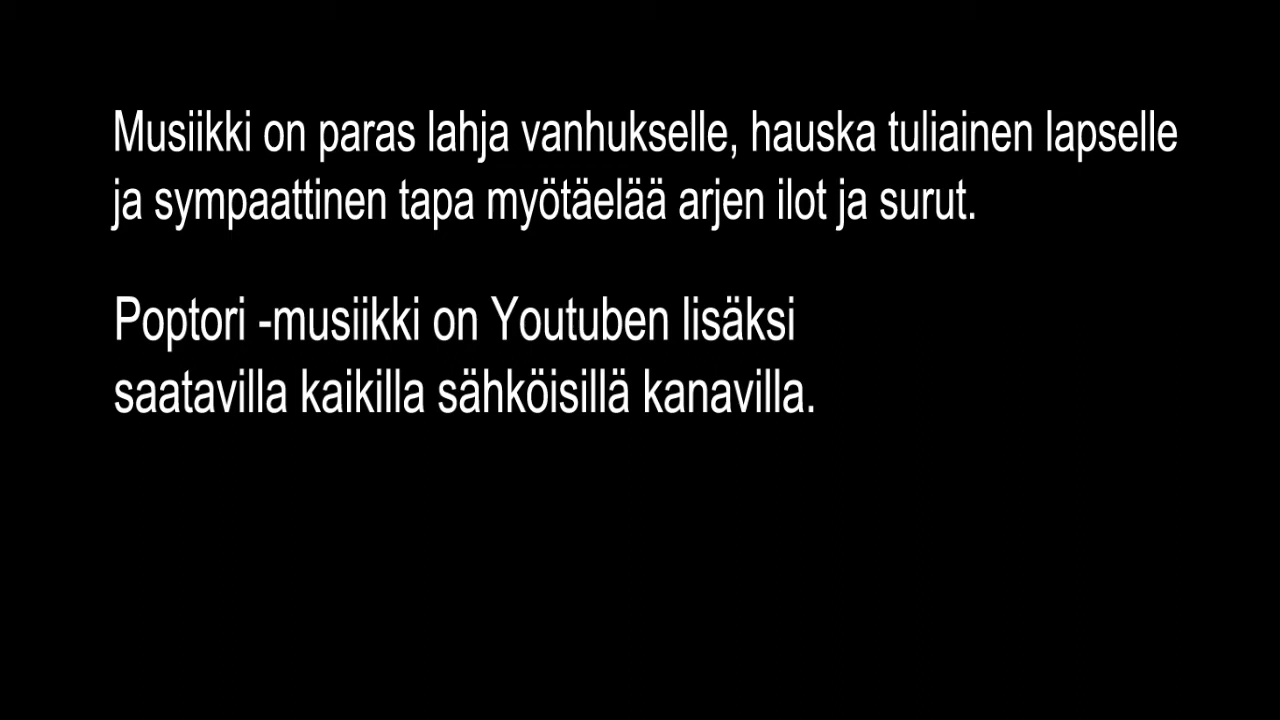 Musiikki on paras lahja vanhukselle, hauska tuliainen lapselle
ja sympaattinen tapa myötäelää arjen ilot ja surut.
Poptori -musiikki on Youtuben lisäksi
saatavilla kaikilla sähköisillä kanavilla.